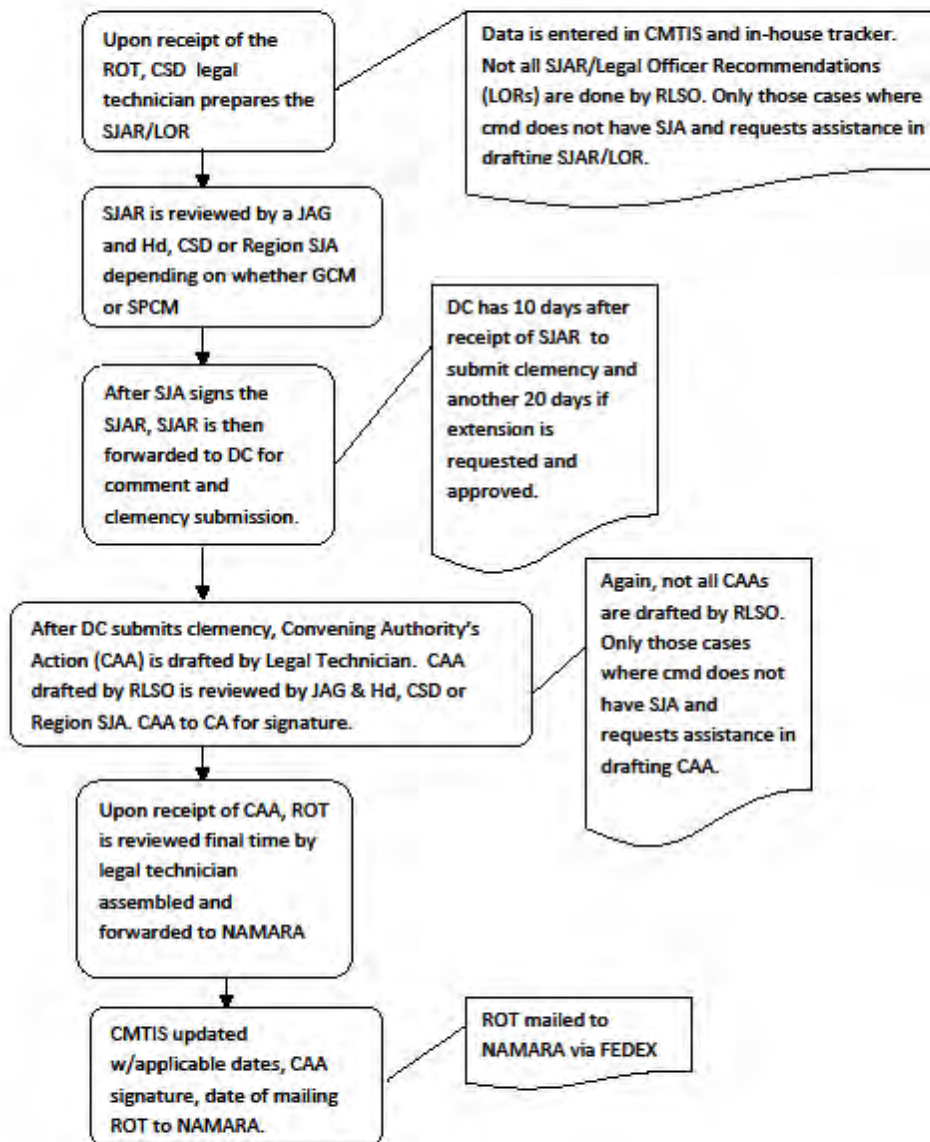 Upon receipt of the
ROT, CSD legal
technician prepares the
SJAR/LOR
Data is entered in CMTIS and in-house tracker.
Not all SJAR/Legal Officer Recommendations
(LORs) are done by RLSO. Only those cases where
cmd does not have SJA and requests assistance in
drafting SJAR/LOR.
SJAR is reviewed by a JAG
and Hd, CSD or Region SJA
depending on whether GCM
or SPCM
DC has 10 days after
receipt of SJAR to
submit clemency and
another 20 days if
extension is
requested and
approved.
After SJA signs the
SJAR, SJAR is then
forwarded to DC for
comment and
clemency submission.
Again, not all CAAs
are drafted by RLSO.
Only those cases
where cmd does not
have SJA and
requests assistance in
drafting CAA.
After DC submits clemency, Convening Authority's
Action (CAA) is drafted by Legal Technician. CAA
drafted by RLSO is reviewed by JAG & Hd, CSD or
Region SJA. CAA to CA for signature.
Upon receipt of CAA, ROT
is reviewed final time by
legal technician
assembled and
forwarded to NAMARA
CMTIS updated
w/applicable dates, CAA
signature, date of mailing
ROT to NAMARA.
ROT mailed to
NAMARA via FEDEX